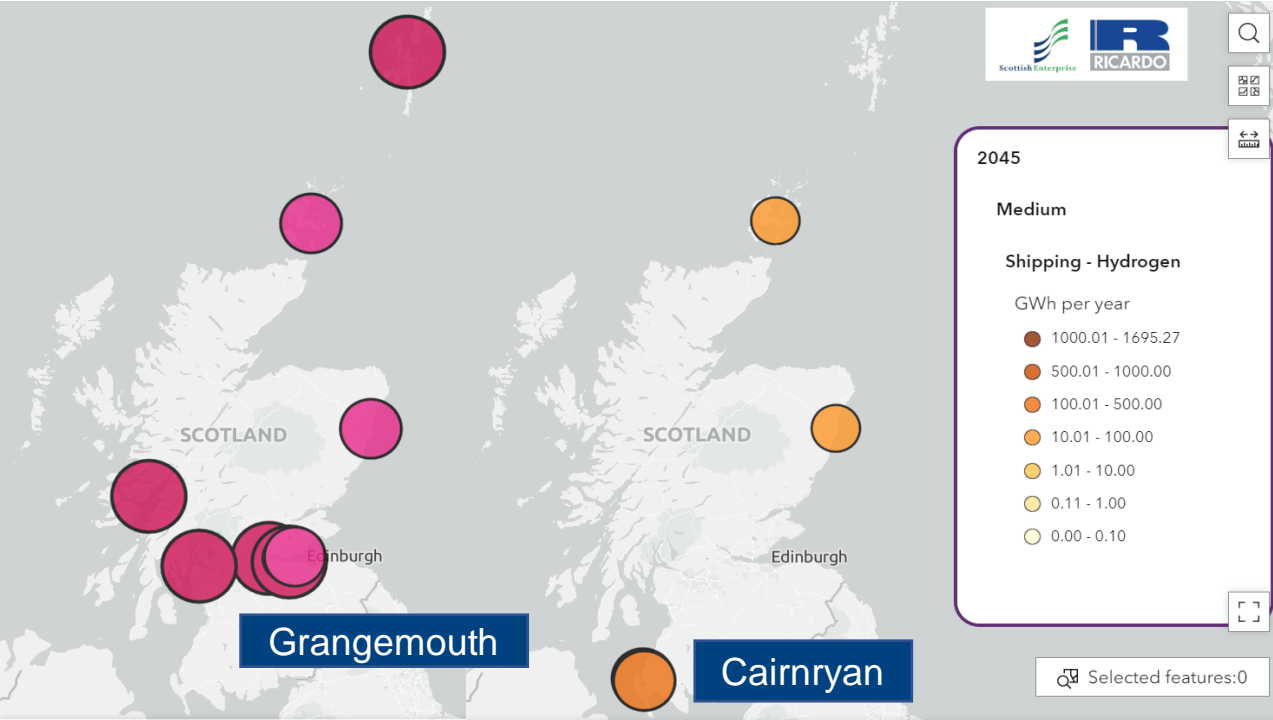 Scottish Enterprise
RICARDO
2045
Medium
Shipping - Hydrogen
GWh per year
1000.01 - 1695.27
500.01 - 1000.00
100.01 - 500.00
10.01 - 100.00
1.01 - 10.00
0.11 - 1.00
0.00 - 0.10
SCOTLAND
SCOTLAND
Edinburgh
Edinburgh
Grangemouth
Cairnryan
Selected features:0